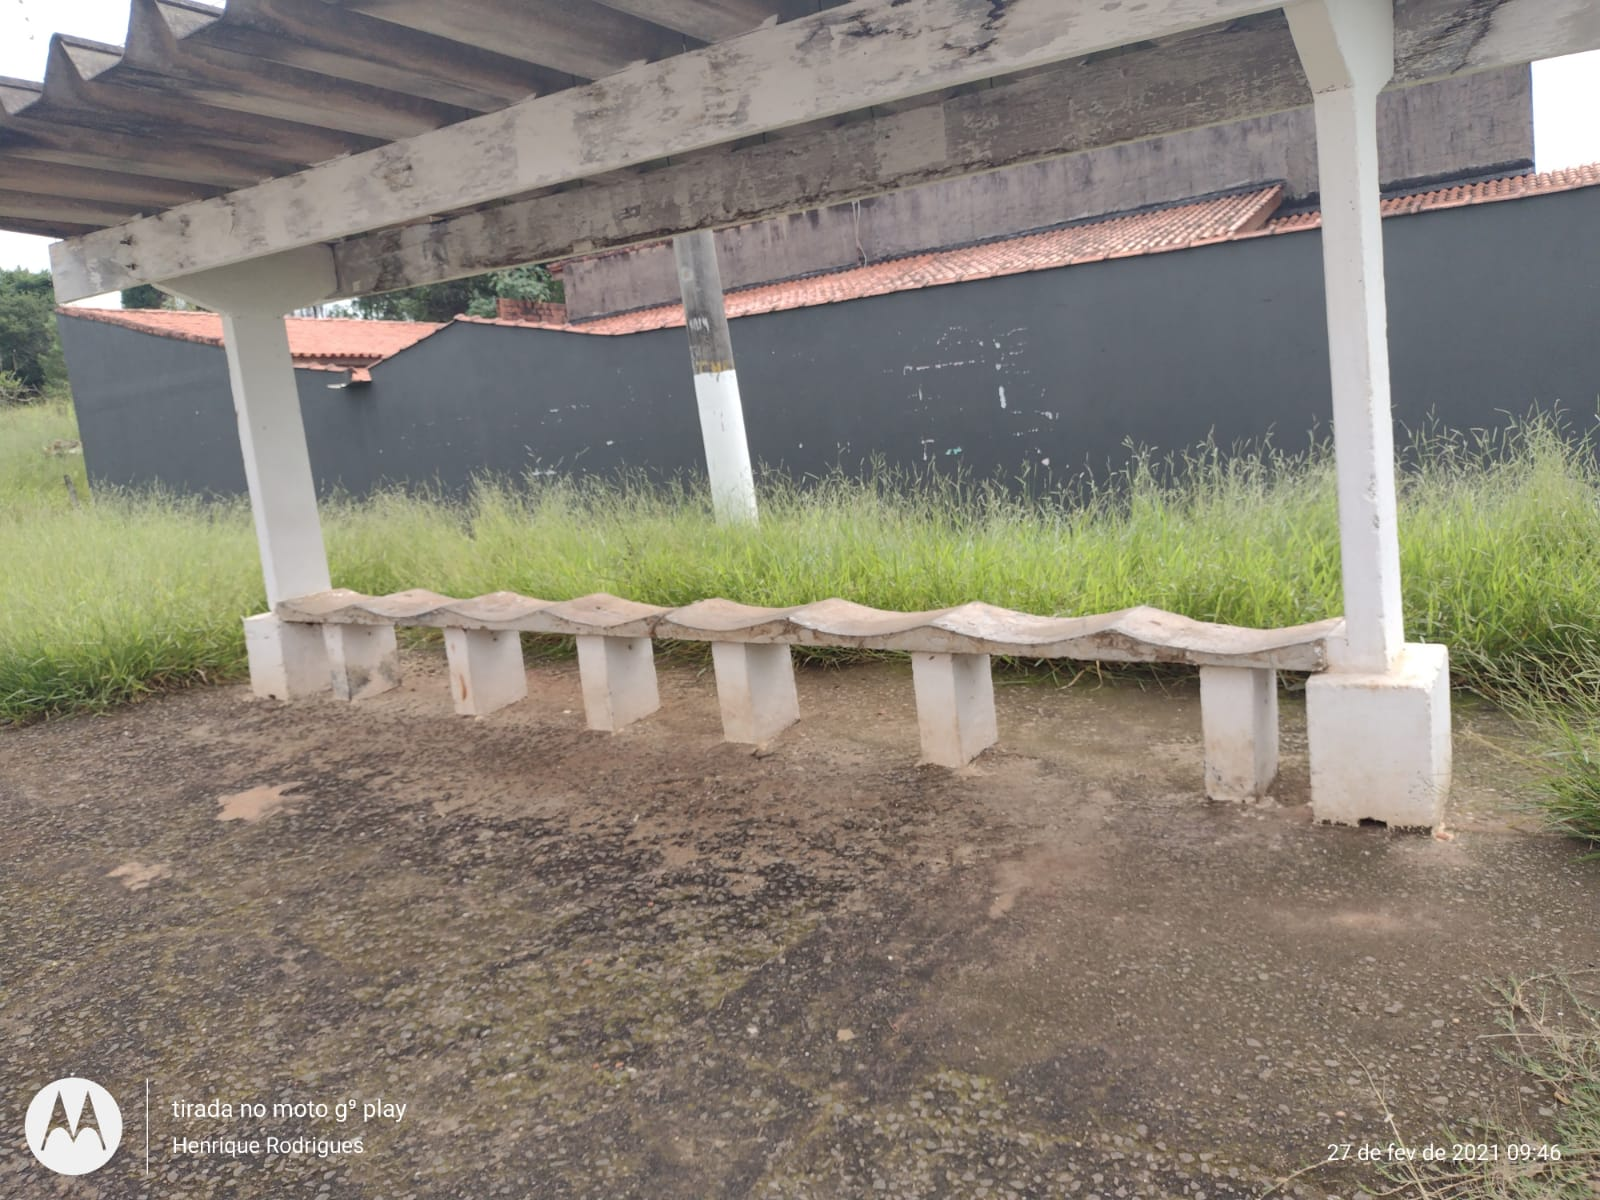 tirada no moto g⁹ play
Henrique Rodrigues
27 de fev de 2021 09:46